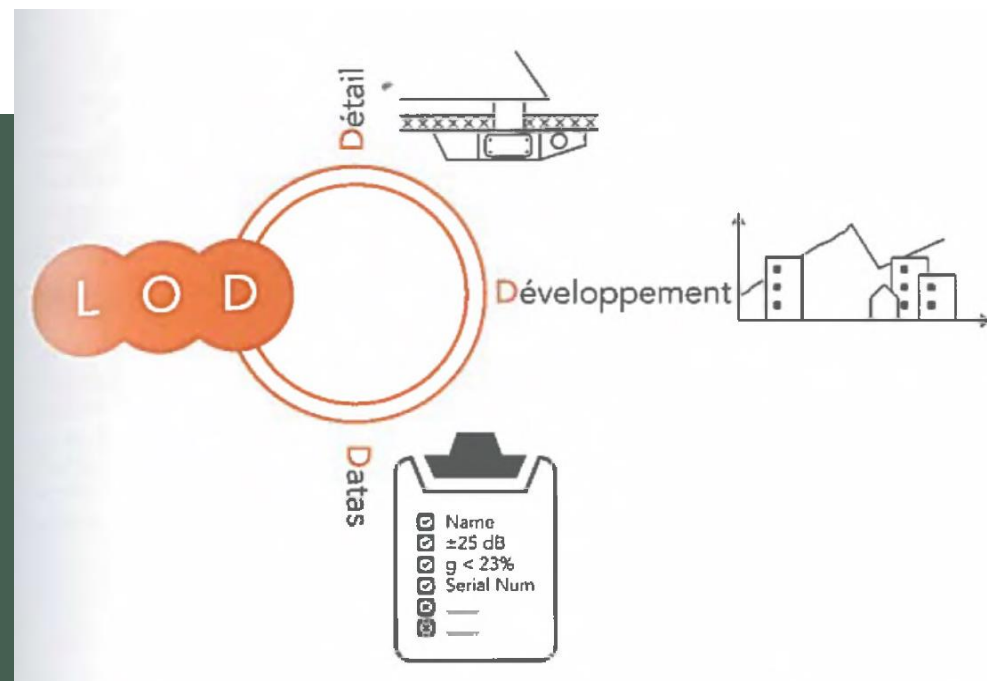 Détail
L O D
Développement
Datas
Name
±25 dB
g < 23%
Serial Num